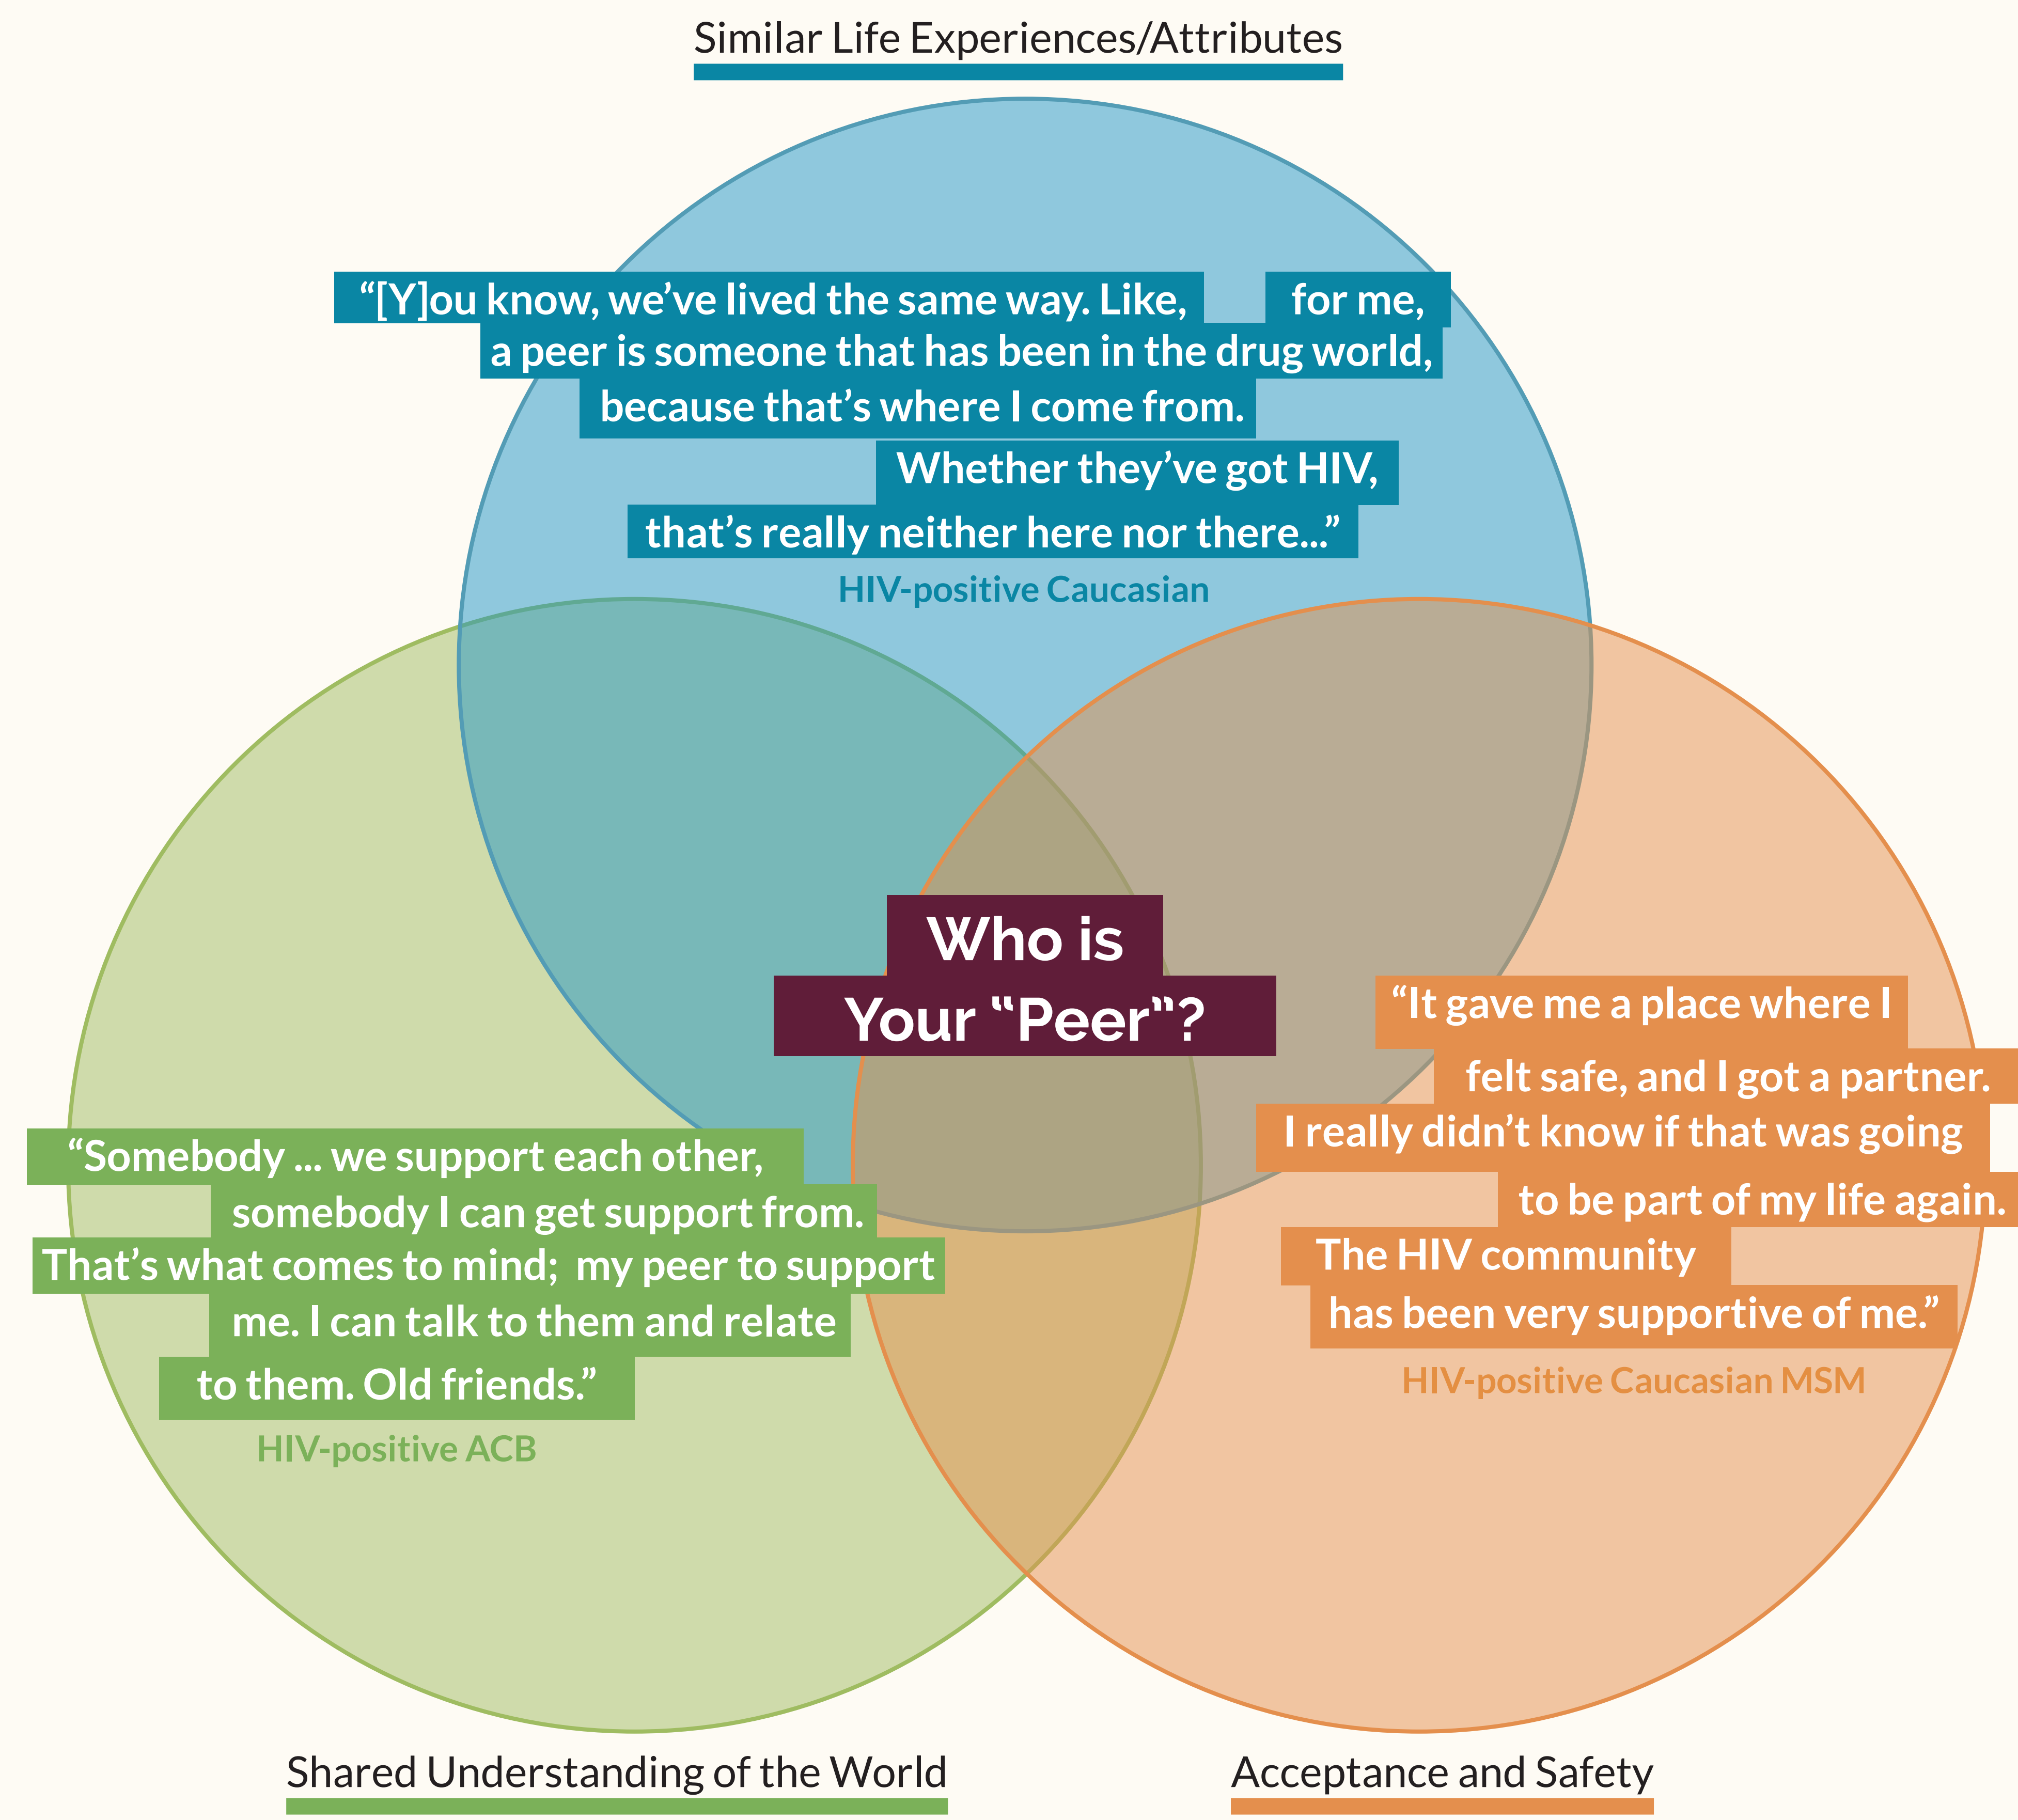 Similar Life Experiences/Attributes
“[Y]ou know, we’ve lived the same way. Like, for me,
a peer is someone that has been in the drug world,
because that’s where I come from.
Whether they’ve got HIV,
that’s really neither here nor there...”
HIV-positive Caucasian
Who is
Your “Peer”?
“It gave me a place where I
felt safe, and I got a partner.
I really didn’t know if that was going
to be part of my life again.
The HIV community
has been very supportive of me.”
HIV-positive Caucasian MSM
“Somebody ... we support each other,
somebody I can get support from.
That’s what comes to mind; my peer to support
me. I can talk to them and relate
to them. Old friends.”
HIV-positive ACB
Shared Understanding of the World
Acceptance and Safety